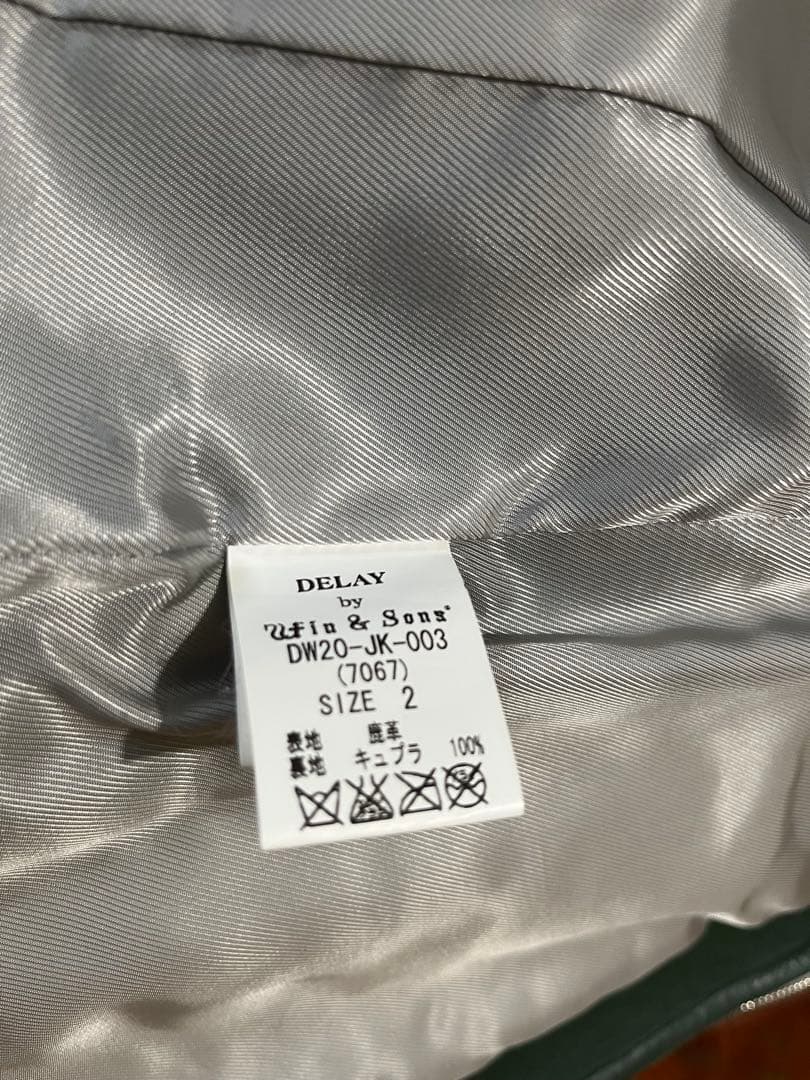 DELAY
by
Wfin & Sons®
DW20-JK-003
(7067)
SIZE 2
表地 鹿革
裏地 キュプラ 100%